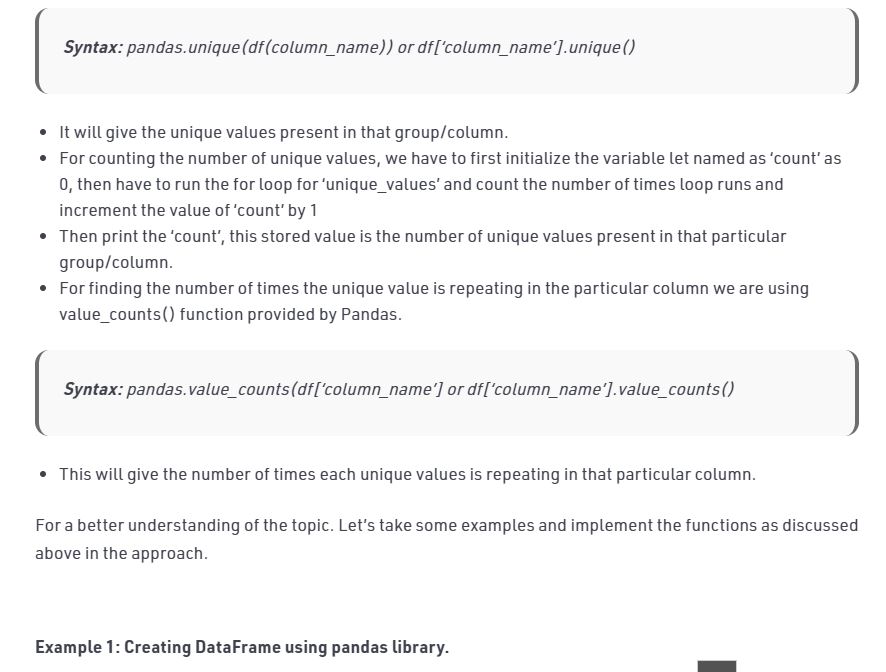 Syntax: pandas.unique(df(column_name)) or df['column_name'].unique()
It will give the unique values present in that group/column.
For counting the number of unique values, we have to first initialize the variable let named as ‘count’ as
0, then have to run the for loop for ‘unique_values’ and count the number of times loop runs and
increment the value of ‘count’ by 1
Then print the ‘count’, this stored value is the number of unique values present in that particular
group/column.
For finding the number of times the unique value is repeating in the particular column we are using
value_counts() function provided by Pandas.
Syntax: pandas.value_counts(df[‘column_name’] or df[‘column_name’].value_counts()
This will give the number of times each unique values is repeating in that particular column.
For a better understanding of the topic. Let’s take some examples and implement the functions as discussed
above in the approach.
Example 1: Creating DataFrame using pandas library.